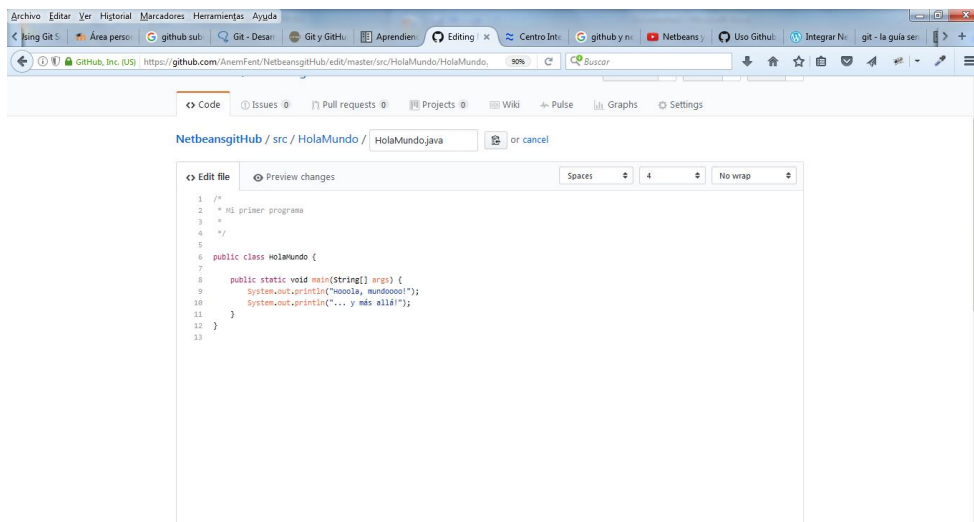 Archivo Editar Ver Historial Marcadores Herramientas Ayuda
Ising Git S
Área person
github sub
Git - Desarr
Git y GitHu
Aprendien
Editing
Centro Inte
github y ne
Netbeans y
Uso Github
Integrar Ne
git - la guía sen
GitHub, Inc. (US) https://github.com/AnemFent/NetbeansgitHub/edit/master/src/HolaMundo/HolaMundo. 90% Buscar
Code Issues 0 Pull requests 0 Projects 0 Wiki Pulse Graphs Settings
NetbeansgitHub / src / HolaMundo / HolaMundo.java or cancel
<> Edit file Preview changes Spaces 4 No wrap
1 /*
2 * Mi primer programa
3 *
4 */
5
6 public class HolaMundo {
7
8 public static void main(String[] args) {
9 System.out.println("Hooola, mundoooo!");
10 System.out.println("... y más allá!");
11 }
12 }
13